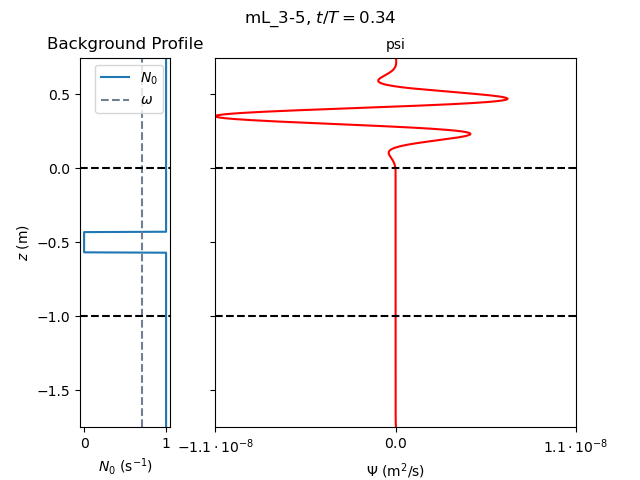 mL_3-5, t/T = 0.34
Background Profile
psi
N₀
ω
0.5
0.0
−0.5
−1.0
−1.5
z (m)
0 1
N₀ (s⁻¹)
−1.1 · 10⁻⁸ 0.0 1.1 · 10⁻⁸
Ψ (m²/s)